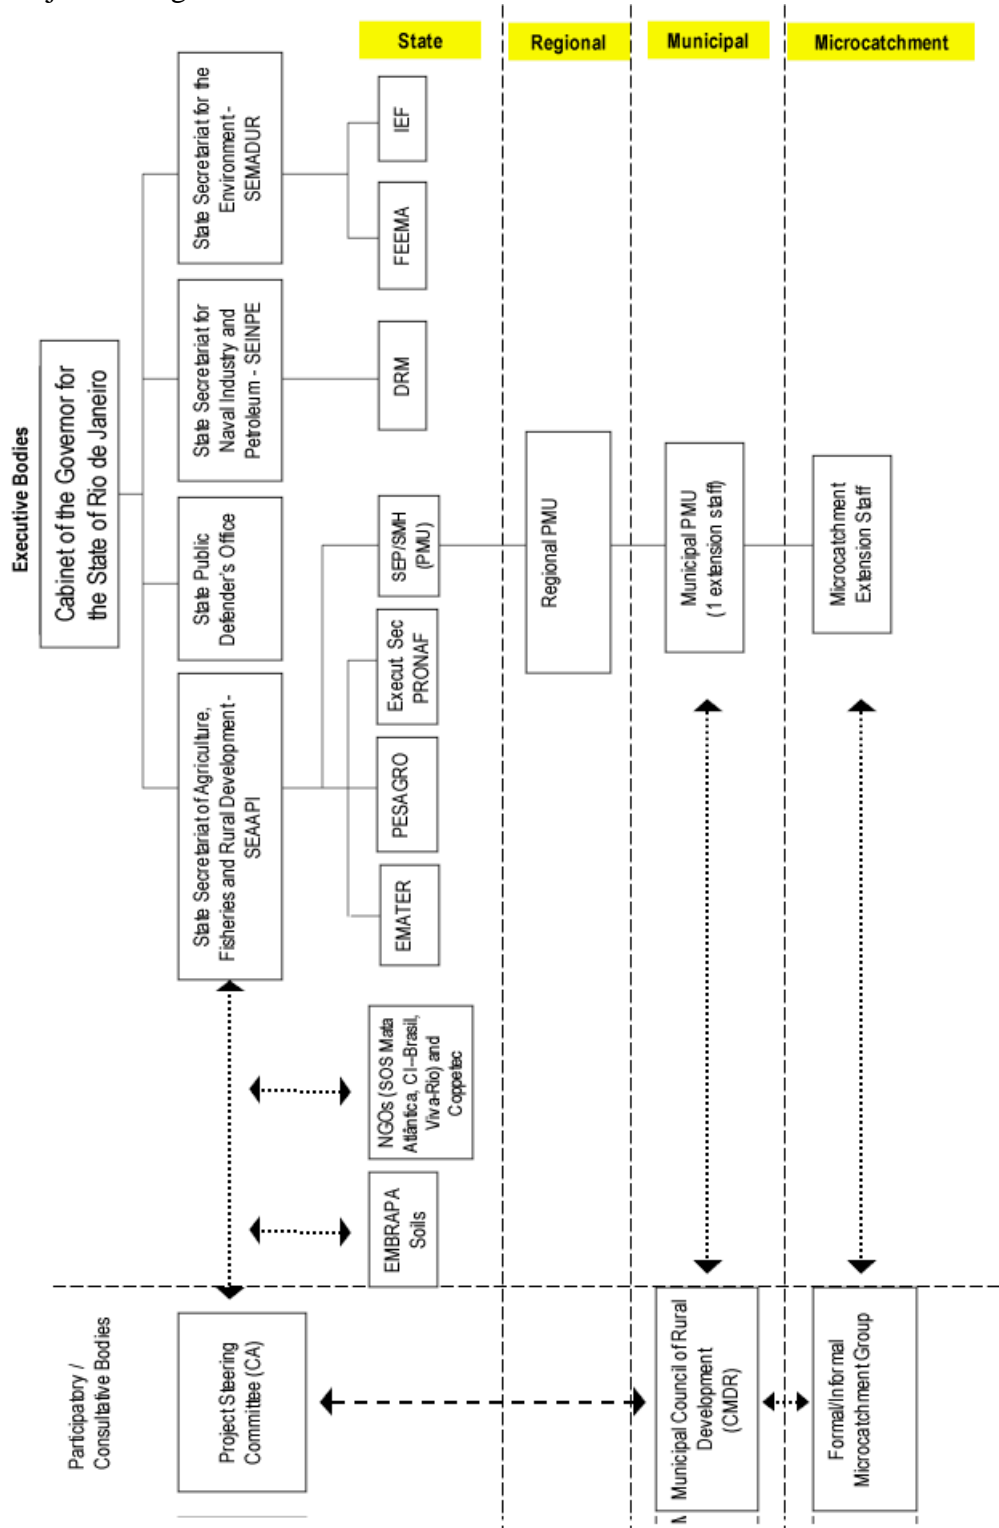 State
Regional
Municipal
Microcatchment
Executive Bodies
Cabinet of the Governor for
the State of Rio de Janeiro
State Secretariat for the
Environment -
SEMADUR
State Secretariat for
Naval Industry and
Petroleum - SEINPE
State Public
Defender's Office
State Secretariat of Agriculture,
Fisheries and Rural Development -
SEAAPI
IEF
FEEMA
DRM
SEP/SMH
(PMU)
Execut Sec
PRONAF
PESAGRO
EMATER
NGOs (SOS Mata
Atlântica, CI–Brasil,
Viva-Rio) and
Coppetec
EMBRAPA
Soils
Regional PMU
Municipal PMU
(1 extension staff)
Microcatchment
Extension Staff
Participatory /
Consultative Bodies
Project Steering
Committee (CA)
Municipal Council of Rural
Development
(CMDR)
Formal/Informal
Microcatchment Group